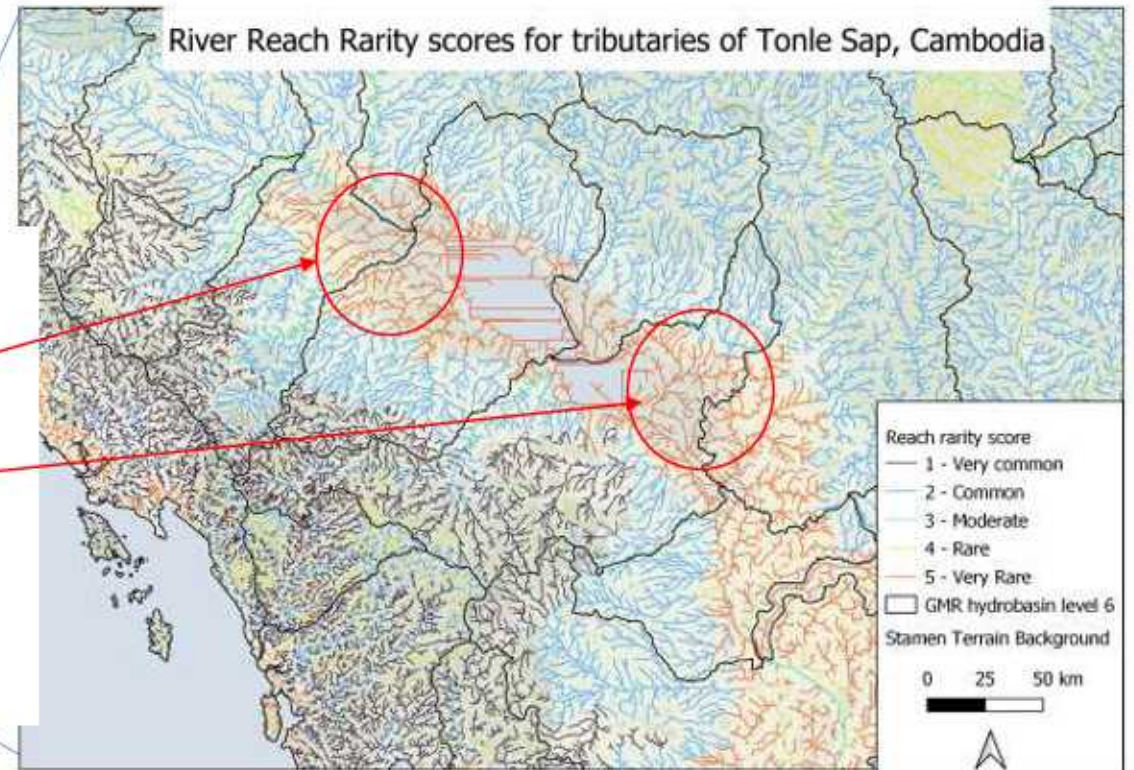 River Reach Rarity scores for tributaries of Tonle Sap, Cambodia
Reach rarity score
1 - Very common
2 - Common
3 - Moderate
4 - Rare
5 - Very Rare
GMR hydrobasin level 6
Stamen Terrain Background
0 25 50 km